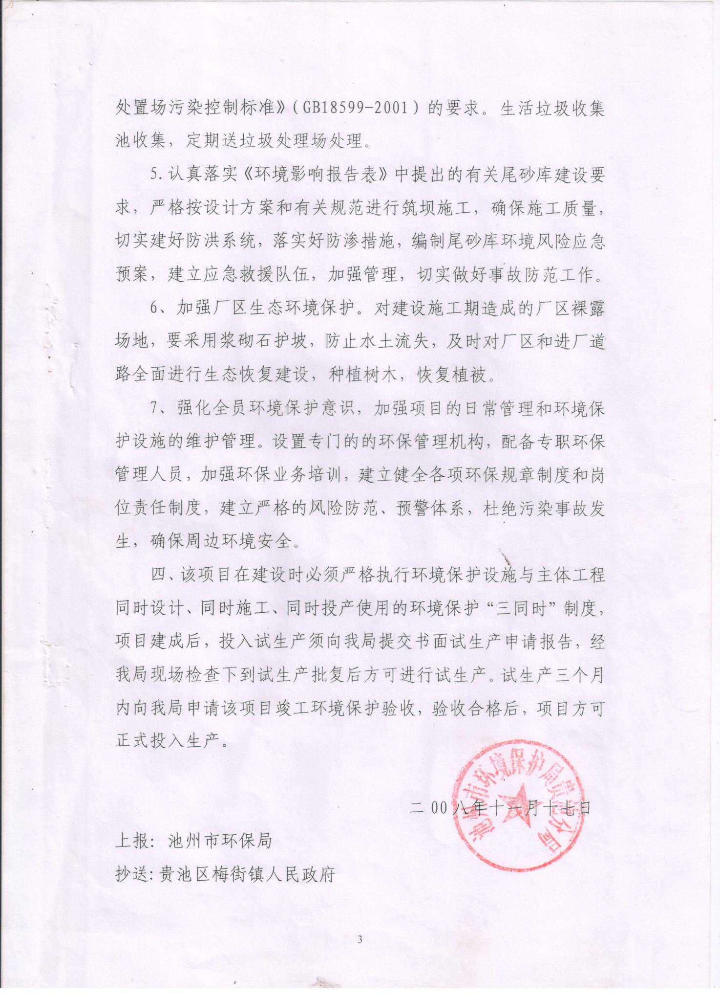 处置场污染控制标准》（GB18599-2001）的要求。生活垃圾收集
池收集，定期送垃圾处理场处理。
5.认真落实《环境影响报告表》中提出的有关尾砂库建设要
求，严格按设计方案和有关规范进行筑坝施工，确保施工质量，
切实建好防洪系统，落实好防渗措施，编制尾砂库环境风险应急
预案，建立应急救援队伍，加强管理，切实做好事故防范工作。
6、加强厂区生态环境保护。对建设施工期造成的厂区裸露
场地，要采用浆砌石护坡，防止水土流失，及时对厂区和进厂道
路全面进行生态恢复建设，种植树木，恢复植被。
7、强化全员环境保护意识，加强项目的日常管理和环境保
护设施的维护管理。设置专门的的环保管理机构，配备专职环保
管理人员，加强环保业务培训，建立健全各项环保规章制度和岗
位责任制度，建立严格的风险防范、预警体系，杜绝污染事故发
生，确保周边环境安全。
四、该项目在建设时必须严格执行环境保护设施与主体工程
同时设计、同时施工、同时投产使用的环境保护“三同时”制度，
项目建成后，投入试生产须向我局提交书面试生产申请报告，经
我局现场检查下到试生产批复后方可进行试生产。试生产三个月
内向我局申请该项目竣工环境保护验收，验收合格后，项目方可
正式投入生产。
池州市环境保护局贵池分局
二00八年十一月十七日
上报：池州市环保局
抄送：贵池区梅街镇人民政府
3